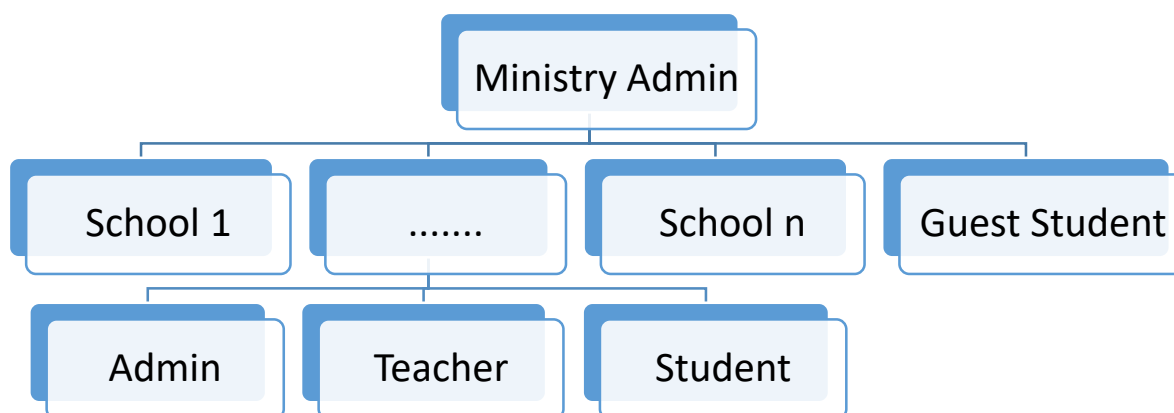 Ministry Admin
School 1
.......
School n
Guest Student
Admin
Teacher
Student